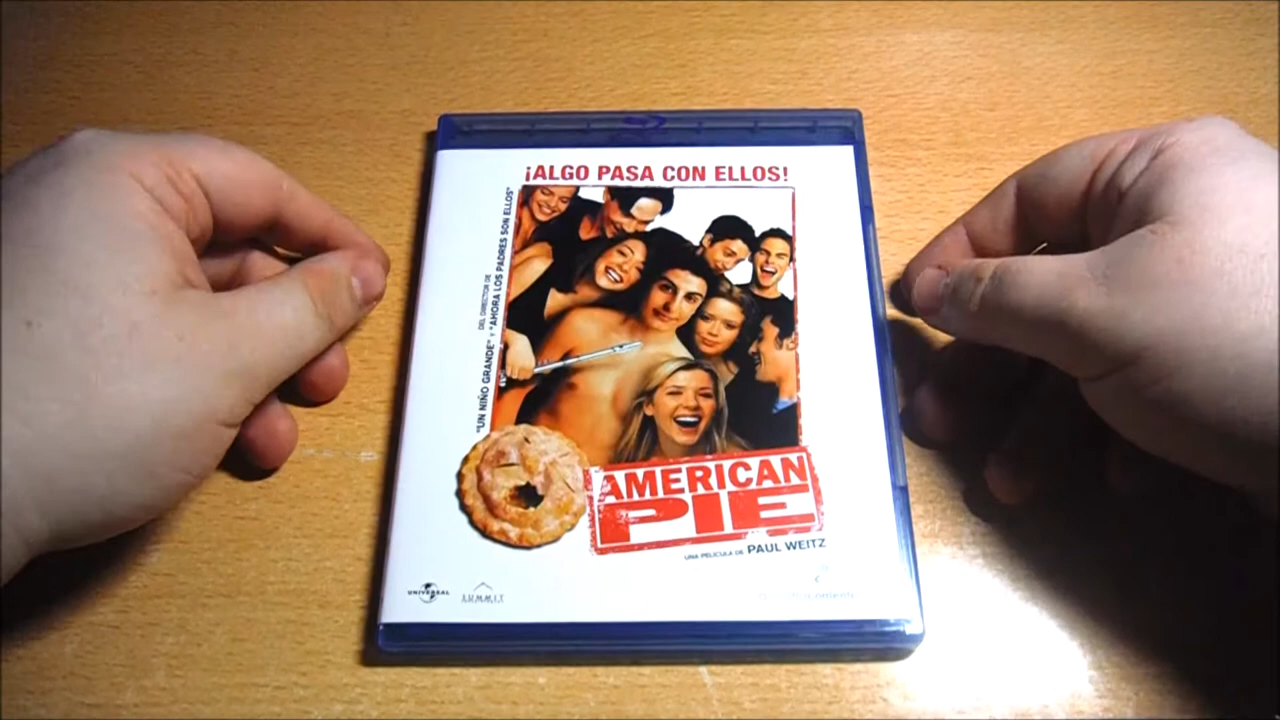 ¡ALGO PASA CON ELLOS!
DEL DIRECTOR DE
"UN NIÑO GRANDE" Y "AHORA LOS PADRES SON ELLOS"
AMERICAN
PIE
UNA PELÍCULA DE PAUL WEITZ
UNIVERSAL
SUMMIT